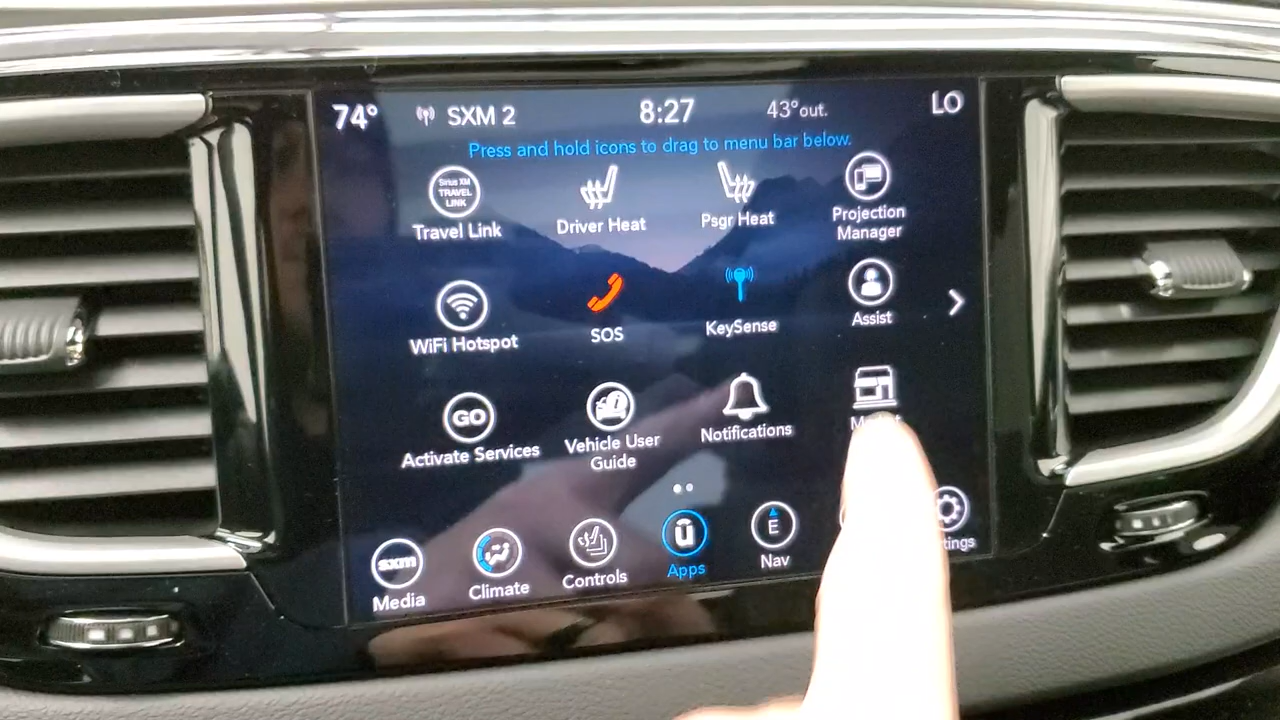 74° SXM 2 8:27 43°out. LO
Press and hold icons to drag to menu bar below.
Sirius XM
TRAVEL
LINK
Travel Link
Driver Heat
Psgr Heat
Projection
Manager
WiFi Hotspot
SOS
KeySense
Assist
GO
Activate Services
Vehicle User
Guide
Notifications
sxm
Media
Climate
Controls
ū
Apps
E
Nav